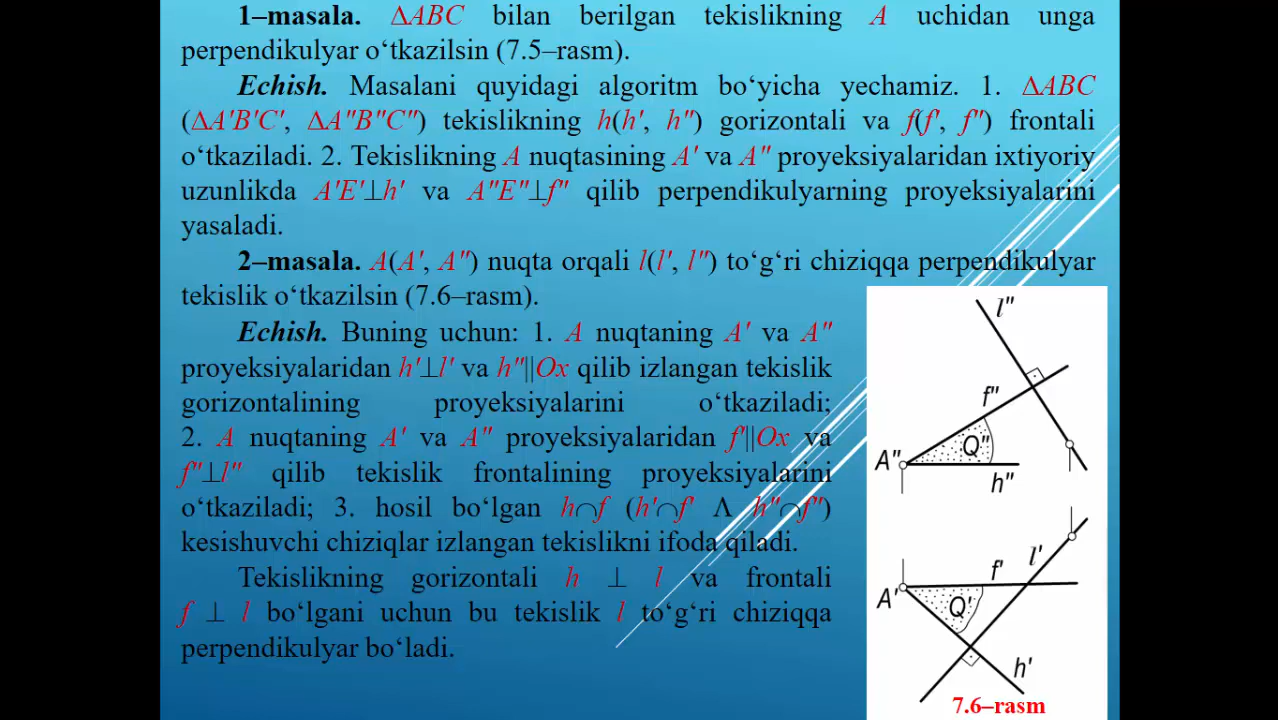 1–masala. ∆ABC bilan berilgan tekislikning A uchidan unga
perpendikulyar o‘tkazilsin (7.5–rasm).
Echish. Masalani quyidagi algoritm bo‘yicha yechamiz. 1. ∆ABC
(∆A'B'C', ∆A"B"C") tekislikning h(h', h") gorizontali va f(f', f") frontali
o‘tkaziladi. 2. Tekislikning A nuqtasining A' va A" proyeksiyalaridan ixtiyoriy
uzunlikda A'E'⊥h' va A"E"⊥f" qilib perpendikulyarning proyeksiyalarini
yasaladi.
2–masala. A(A', A") nuqta orqali l(l', l") to‘g‘ri chiziqqa perpendikulyar
tekislik o‘tkazilsin (7.6–rasm).
Echish. Buning uchun: 1. A nuqtaning A' va A"
proyeksiyalaridan h'⊥l' va h"||Ox qilib izlangan tekislik
gorizontalining proyeksiyalarini o‘tkaziladi;
2. A nuqtaning A' va A" proyeksiyalaridan f'||Ox va
f"⊥l" qilib tekislik frontalining proyeksiyalarini
o‘tkaziladi; 3. hosil bo‘lgan h∩f (h'∩f' Λ h"∩f")
kesishuvchi chiziqlar izlangan tekislikni ifoda qiladi.
Tekislikning gorizontali h ⊥ l va frontali
f ⊥ l bo‘lgani uchun bu tekislik l to‘g‘ri chiziqqa
perpendikulyar bo‘ladi.
l"
f"
Q"
A"
h"
l'
f'
A'
Q'
h'
7.6–rasm